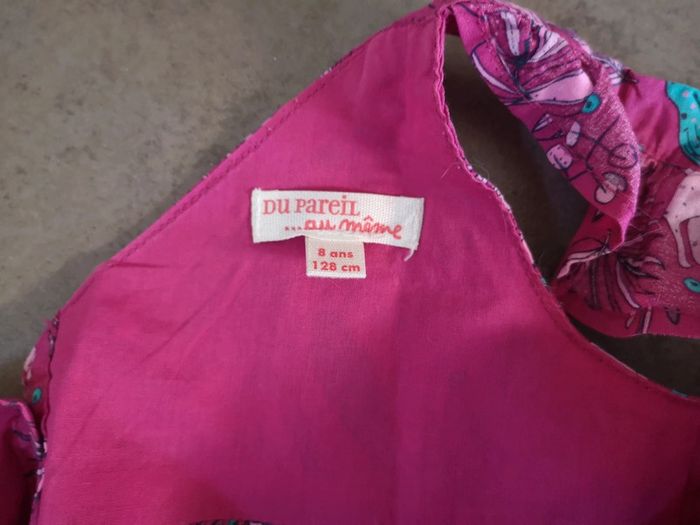 DU PAREIL
...au même
8 ans
128 cm